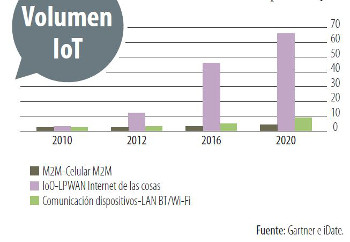 Volumen
IoT
70
60
50
40
30
20
10
0
2010
2012
2016
2020
M2M-Celular M2M
IoO-LPWAN Internet de las cosas
Comunicación dispositivos-LAN BT/Wi-Fi
Fuente: Gartner e iDate.